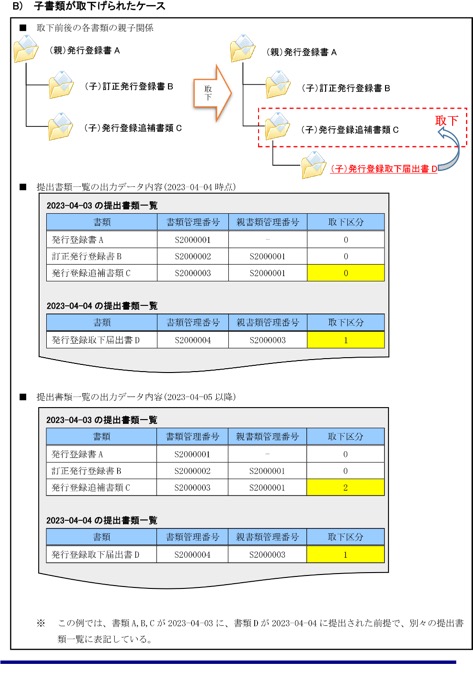 B) 子書類が取下げられたケース
■ 取下前後の各書類の親子関係
(親)発行登録書 A
(子)訂正発行登録書 B
(子)発行登録追補書類 C
取下
(親)発行登録書 A
(子)訂正発行登録書 B
取下
(子)発行登録追補書類 C
(子)発行登録取下届出書 D
■ 提出書類一覧の出力データ内容(2023-04-04 時点)
2023-04-03 の提出書類一覧
書類 書類管理番号 親書類管理番号 取下区分
発行登録書 A S2000001 - 0
訂正発行登録書 B S2000002 S2000001 0
発行登録追補書類 C S2000003 S2000001 0
2023-04-04 の提出書類一覧
書類 書類管理番号 親書類管理番号 取下区分
発行登録取下届出書 D S2000004 S2000003 1
■ 提出書類一覧の出力データ内容(2023-04-05 以降)
2023-04-03 の提出書類一覧
書類 書類管理番号 親書類管理番号 取下区分
発行登録書 A S2000001 - 0
訂正発行登録書 B S2000002 S2000001 0
発行登録追補書類 C S2000003 S2000001 2
2023-04-04 の提出書類一覧
書類 書類管理番号 親書類管理番号 取下区分
発行登録取下届出書 D S2000004 S2000003 1
※ この例では、書類 A,B,C が 2023-04-03 に、書類 D が 2023-04-04 に提出された前提で、別々の提出書
類一覧に表記している。